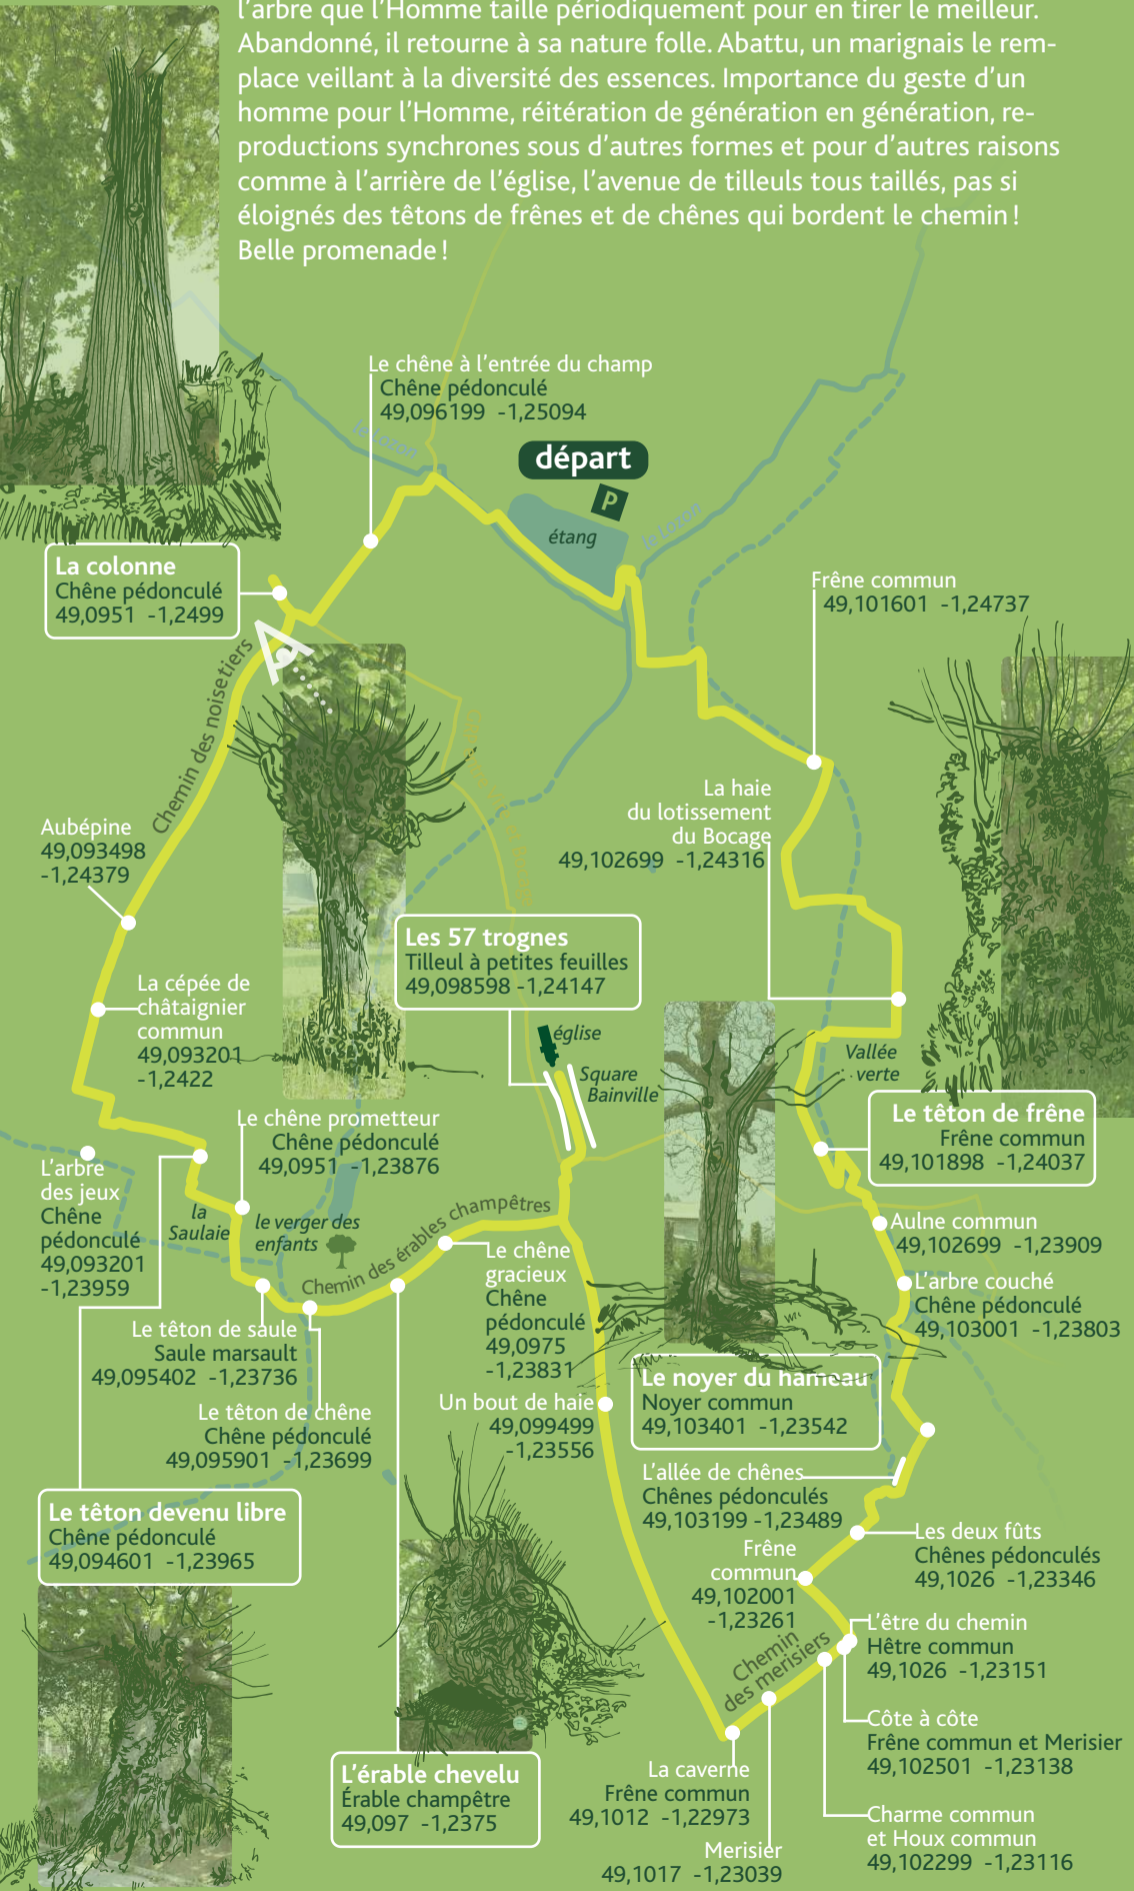 l'arbre que l'Homme taille périodiquement pour en tirer le meilleur.
Abandonné, il retourne à sa nature folle. Abattu, un marignais le rem-
place veillant à la diversité des essences. Importance du geste d'un
homme pour l'Homme, réitération de génération en génération, re-
productions synchrones sous d'autres formes et pour d'autres raisons
comme à l'arrière de l'église, l'avenue de tilleuls tous taillés, pas si
éloignés des têtons de frênes et de chênes qui bordent le chemin !
Belle promenade !
Le chêne à l'entrée du champ
Chêne pédonculé
49,096199 -1,25094
le Lozon
départ
P
étang
le Lozon
La colonne
Chêne pédonculé
49,0951 -1,2499
Frêne commun
49,101601 -1,24737
Chemin des noisetiers
La haie
du lotissement
du Bocage
49,102699 -1,24316
Aubépine
49,093498
-1,24379
Les 57 trognes
Tilleul à petites feuilles
49,098598 -1,24147
La cépée de
châtaignier
commun
49,093201
-1,2422
église
Square
Bainville
Vallée
verte
Le têton de frêne
Frêne commun
49,101898 -1,24037
Le chêne prometteur
Chêne pédonculé
49,0951 -1,23876
L'arbre
des jeux
Chêne
pédonculé
49,093201
-1,23959
la
Saulaie
le verger des
enfants
Chemin des érables champêtres
Aulne commun
49,102699 -1,23909
Le chêne
gracieux
Chêne
pédonculé
49,0975
-1,23831
L'arbre couché
Chêne pédonculé
49,103001 -1,23803
Le têton de saule
Saule marsault
49,095402 -1,23736
Le noyer du hameau
Noyer commun
49,103401 -1,23542
Un bout de haie
49,099499
-1,23556
Le têton de chêne
Chêne pédonculé
49,095901 -1,23699
L'allée de chênes
Chênes pédonculés
49,103199 -1,23489
Le têton devenu libre
Chêne pédonculé
49,094601 -1,23965
Les deux fûts
Chênes pédonculés
49,1026 -1,23346
Frêne
commun
49,102001
-1,23261
L'être du chemin
Hêtre commun
49,1026 -1,23151
Chemin
des merisiers
Côte à côte
Frêne commun et Merisier
49,102501 -1,23138
L'érable chevelu
Érable champêtre
49,097 -1,2375
La caverne
Frêne commun
49,1012 -1,22973
Charme commun
et Houx commun
49,102299 -1,23116
Merisier
49,1017 -1,23039